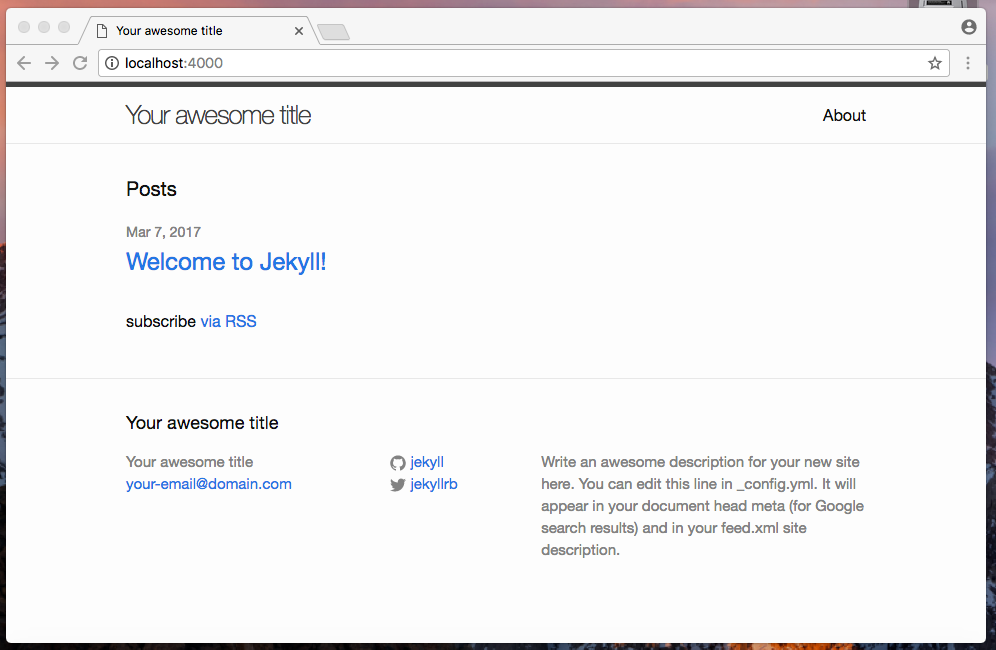 Your awesome title
localhost:4000
Your awesome title
About
Posts
Mar 7, 2017
Welcome to Jekyll!
subscribe via RSS
Your awesome title
Your awesome title
your-email@domain.com
jekyll
jekyllrb
Write an awesome description for your new site
here. You can edit this line in _config.yml. It will
appear in your document head meta (for Google
search results) and in your feed.xml site
description.